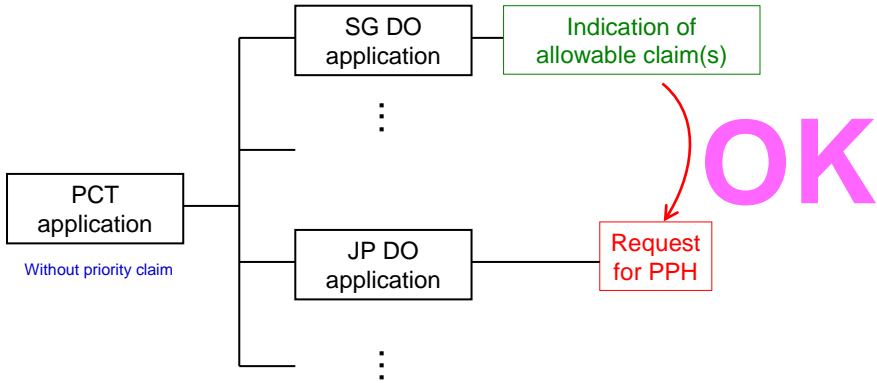 SG DO
application
Indication of
allowable claim(s)
⋮
OK
PCT
application
Without priority claim
JP DO
application
Request
for PPH
⋮